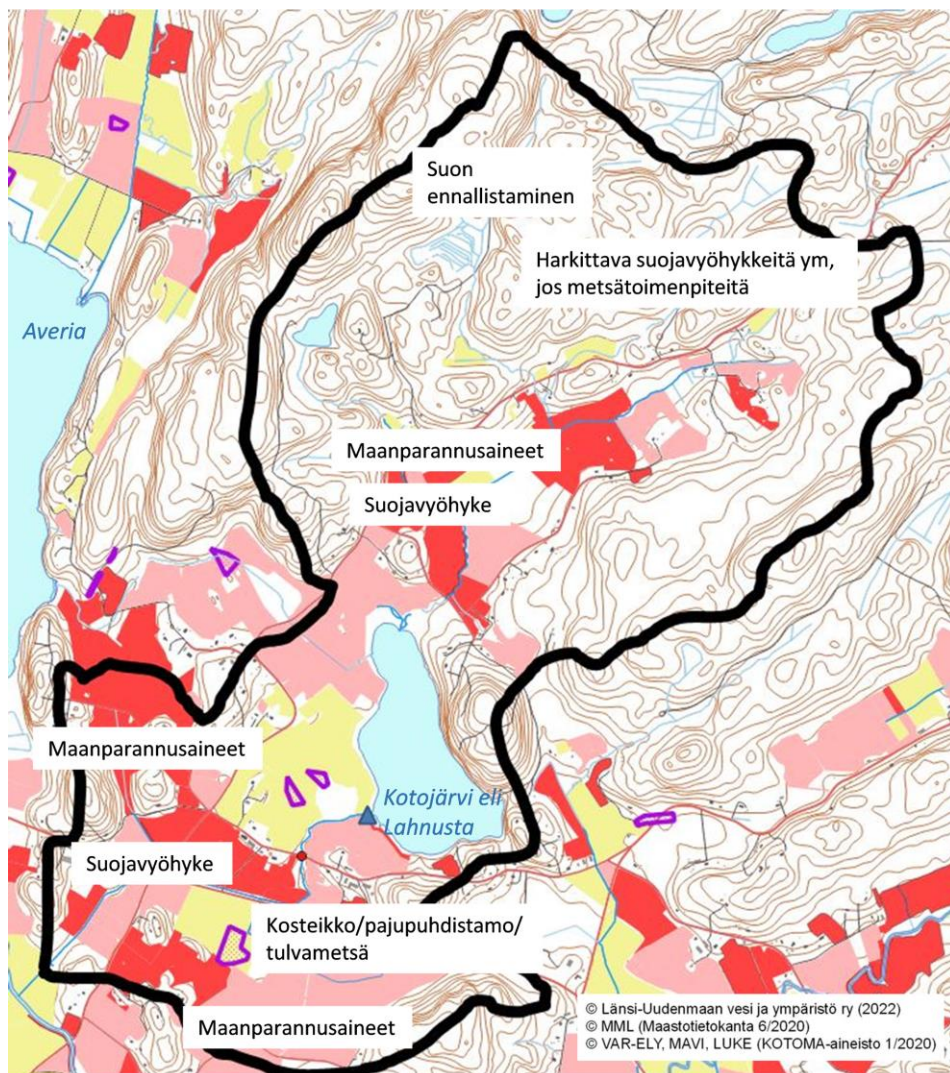 Suon
ennallistaminen
Harkittava suojavyöhykkeitä ym,
jos metsätoimenpiteitä
Averia
Maanparannusaineet
Suojavyöhyke
Maanparannusaineet
Kotojärvi eli
Lahnusta
Suojavyöhyke
Kosteikko/pajupuhdistamo/
tulvametsä
Maanparannusaineet
© Länsi-Uudenmaan vesi ja ympäristö ry (2022)
© MML (Maastotietokanta 6/2020)
© VAR-ELY, MAVI, LUKE (KOTOMA-aineisto 1/2020)